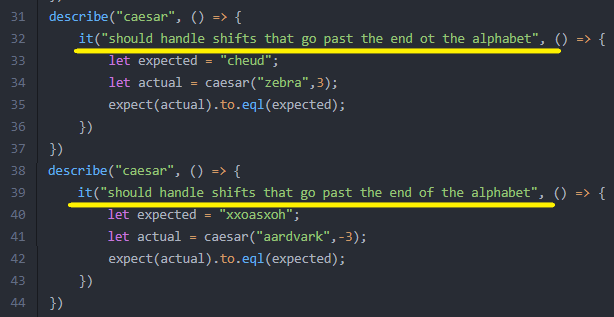 31 describe("caesar", () => {
32 it("should handle shifts that go past the end ot the alphabet", () => {
33 let expected = "cheud";
34 let actual = caesar("zebra",3);
35 expect(actual).to.eql(expected);
36 })
37 })
38 describe("caesar", () => {
39 it("should handle shifts that go past the end of the alphabet", () => {
40 let expected = "xxoasxoh";
41 let actual = caesar("aardvark",-3);
42 expect(actual).to.eql(expected);
43 })
44 })